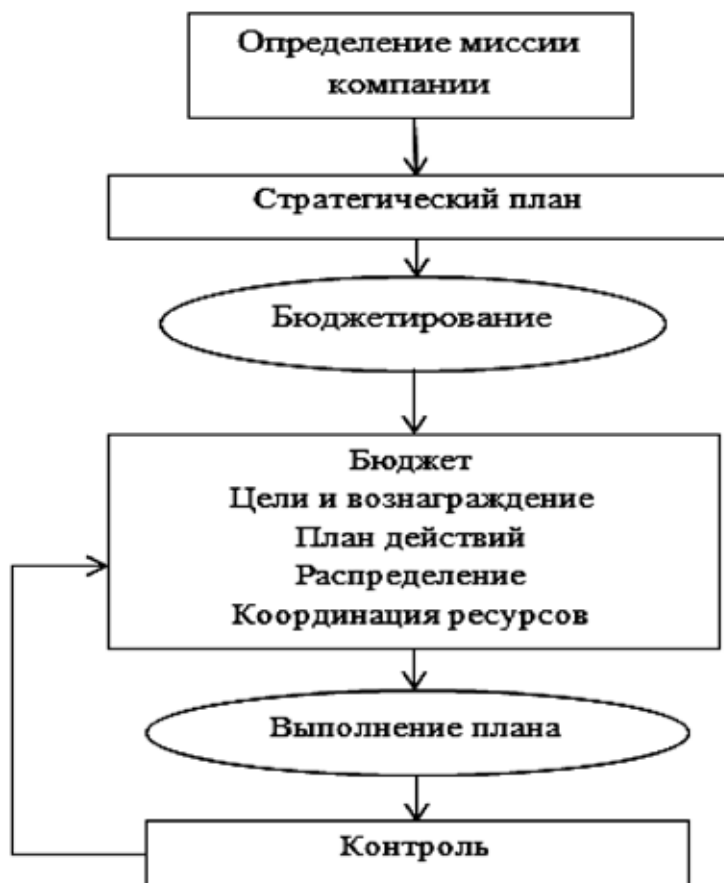 Определение миссии
компании
Стратегический план
Бюджетирование
Бюджет
Цели и вознаграждение
План действий
Распределение
Координация ресурсов
Выполнение плана
Контроль